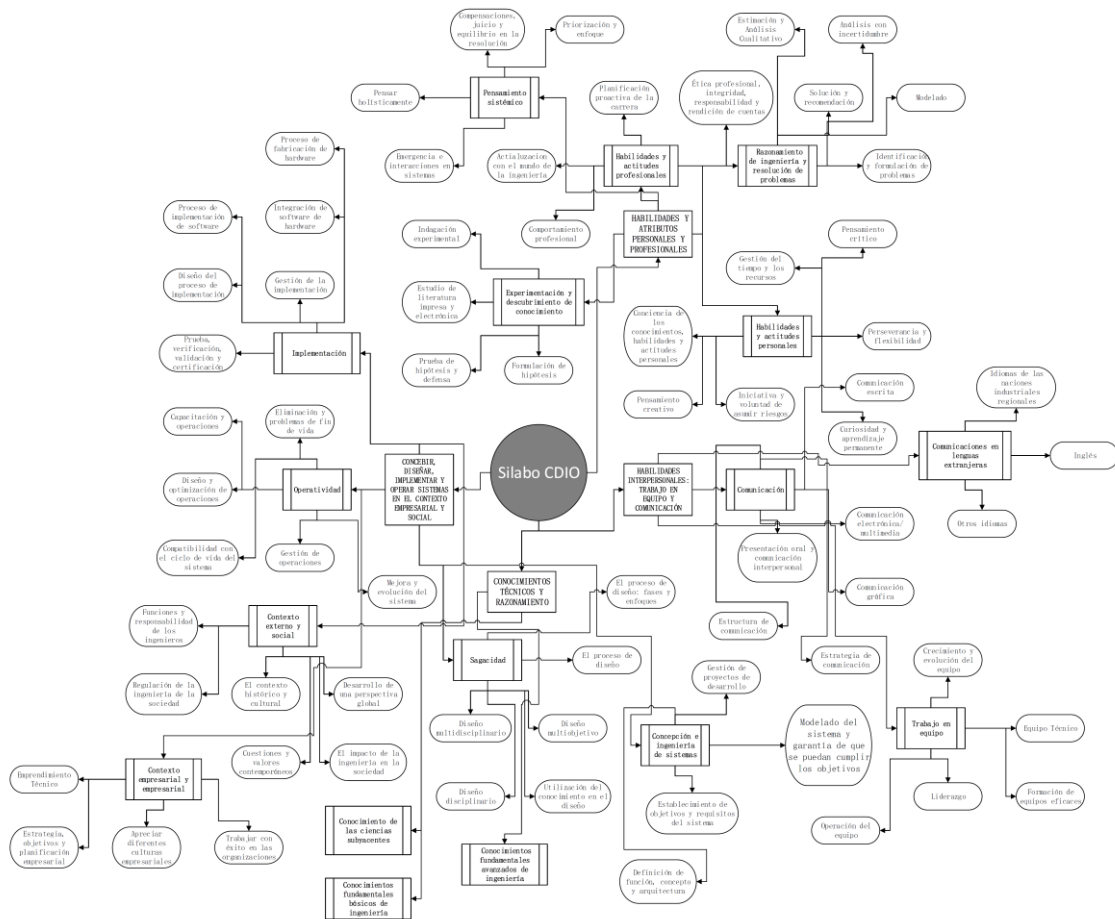 Compensaciones,
juicio y
equilibrio en la
resolución
Priorización y
enfoque
Pensar
holísticamente
Pensamiento
sistémico
Emergencia e
interacciones en
sistemas
Planificación
proactiva de la
carrera
Actialuzacion
con el mundo de
la ingeniería
Habilidades y
actitudes
profesionales
Comportamiento
profesional
Ética profesional,
integridad,
responsabilidad y
rendición de cuentas
Estimación y
Análisis
Cualitativo
Análisis con
incertidumbre
Solución y
recomendación
Modelado
Razonamiento
de ingeniería y
resolución de
problemas
Identificación
y formulación de
problemas
HABILIDADES Y
ATRIBUTOS
PERSONALES Y
PROFESIONALES
Proceso de
fabricación de
hardware
Proceso de
implementación
de software
Integración de
software de
hardware
Diseño del
proceso de
implementación
Gestión de la
implementación
Prueba,
verificación,
validación y
certificación
Implementación
Indagación
experimental
Estudio de
literatura
impresa y
electrónica
Experimentación y
descubrimiento de
conocimiento
Prueba de
hipótesis y
defensa
Formulación de
hipótesis
Pensamiento
crítico
Gestión del
tiempo y los
recursos
Conciencia de
los
conocimientos,
habilidades y
actitudes
personales
Habilidades
y actitudes
personales
Perseverancia y
flexibilidad
Pensamiento
creativo
Iniciativa y
voluntad de
asumir riesgos
Comunicación
escrita
Curiosidad y
aprendizaje
permanente
Idiomas de las
naciones
industriales
regionales
Comunicaciones en
lenguas
extranjeras
Inglés
Otros idiomas
Capacitación y
operaciones
Eliminación y
problemas de fin
de vida
Diseño y
optimización de
operaciones
Operatividad
Compatibilidad con
el ciclo de vida del
sistema
Gestión de
operaciones
Mejora y
evolución del
sistema
CONCEBIR,
DISEÑAR,
IMPLEMENTAR Y
OPERAR SISTEMAS
EN EL CONTEXTO
EMPRESARIAL Y
SOCIAL
Silabo CDIO
HABILIDADES
INTERPERSONALES:
TRABAJO EN
EQUIPO Y
COMUNICACIÓN
Comunicación
Comunicación
electrónica/
multimedia
Presentación oral y
comunicación
interpersonal
Comunicación
gráfica
Estructura de
comunicación
Estrategia de
comunicación
CONOCIMIENTOS
TÉCNICOS Y
RAZONAMIENTO
El proceso de
diseño: fases y
enfoques
Sagacidad
El proceso de
diseño
Diseño
multidisciplinario
Diseño
multiobjetivo
Diseño
disciplinario
Utilización del
conocimiento en el
diseño
Funciones y
responsabilidad
de los
ingenieros
Contexto
externo y
social
Regulación de la
ingeniería de la
sociedad
El contexto
histórico y
cultural
Desarrollo de
una perspectiva
global
Cuestiones y
valores
contemporáneos
El impacto de la
ingeniería en la
sociedad
Emprendimiento
Técnico
Contexto
empresarial y
empresarial
Estrategia,
objetivos y
planificación
empresarial
Apreciar
diferentes
culturas
empresariales
Trabajar con
éxito en las
organizaciones
Conocimiento de
las ciencias
subyacentes
Conocimientos
fundamentales
básicos de
ingeniería
Conocimientos
fundamentales
avanzados de
ingeniería
Gestión de
proyectos de
desarrollo
Concepción e
ingeniería de
sistemas
Modelado del
sistema y
garantía de que
se puedan cumplir
los objetivos
Establecimiento de
objetivos y requisitos
del sistema
Definición de
función, concepto y
arquitectura
Crecimiento y
evolución del
equipo
Trabajo en
equipo
Equipo Técnico
Liderazgo
Formación de
equipos eficaces
Operación del
equipo